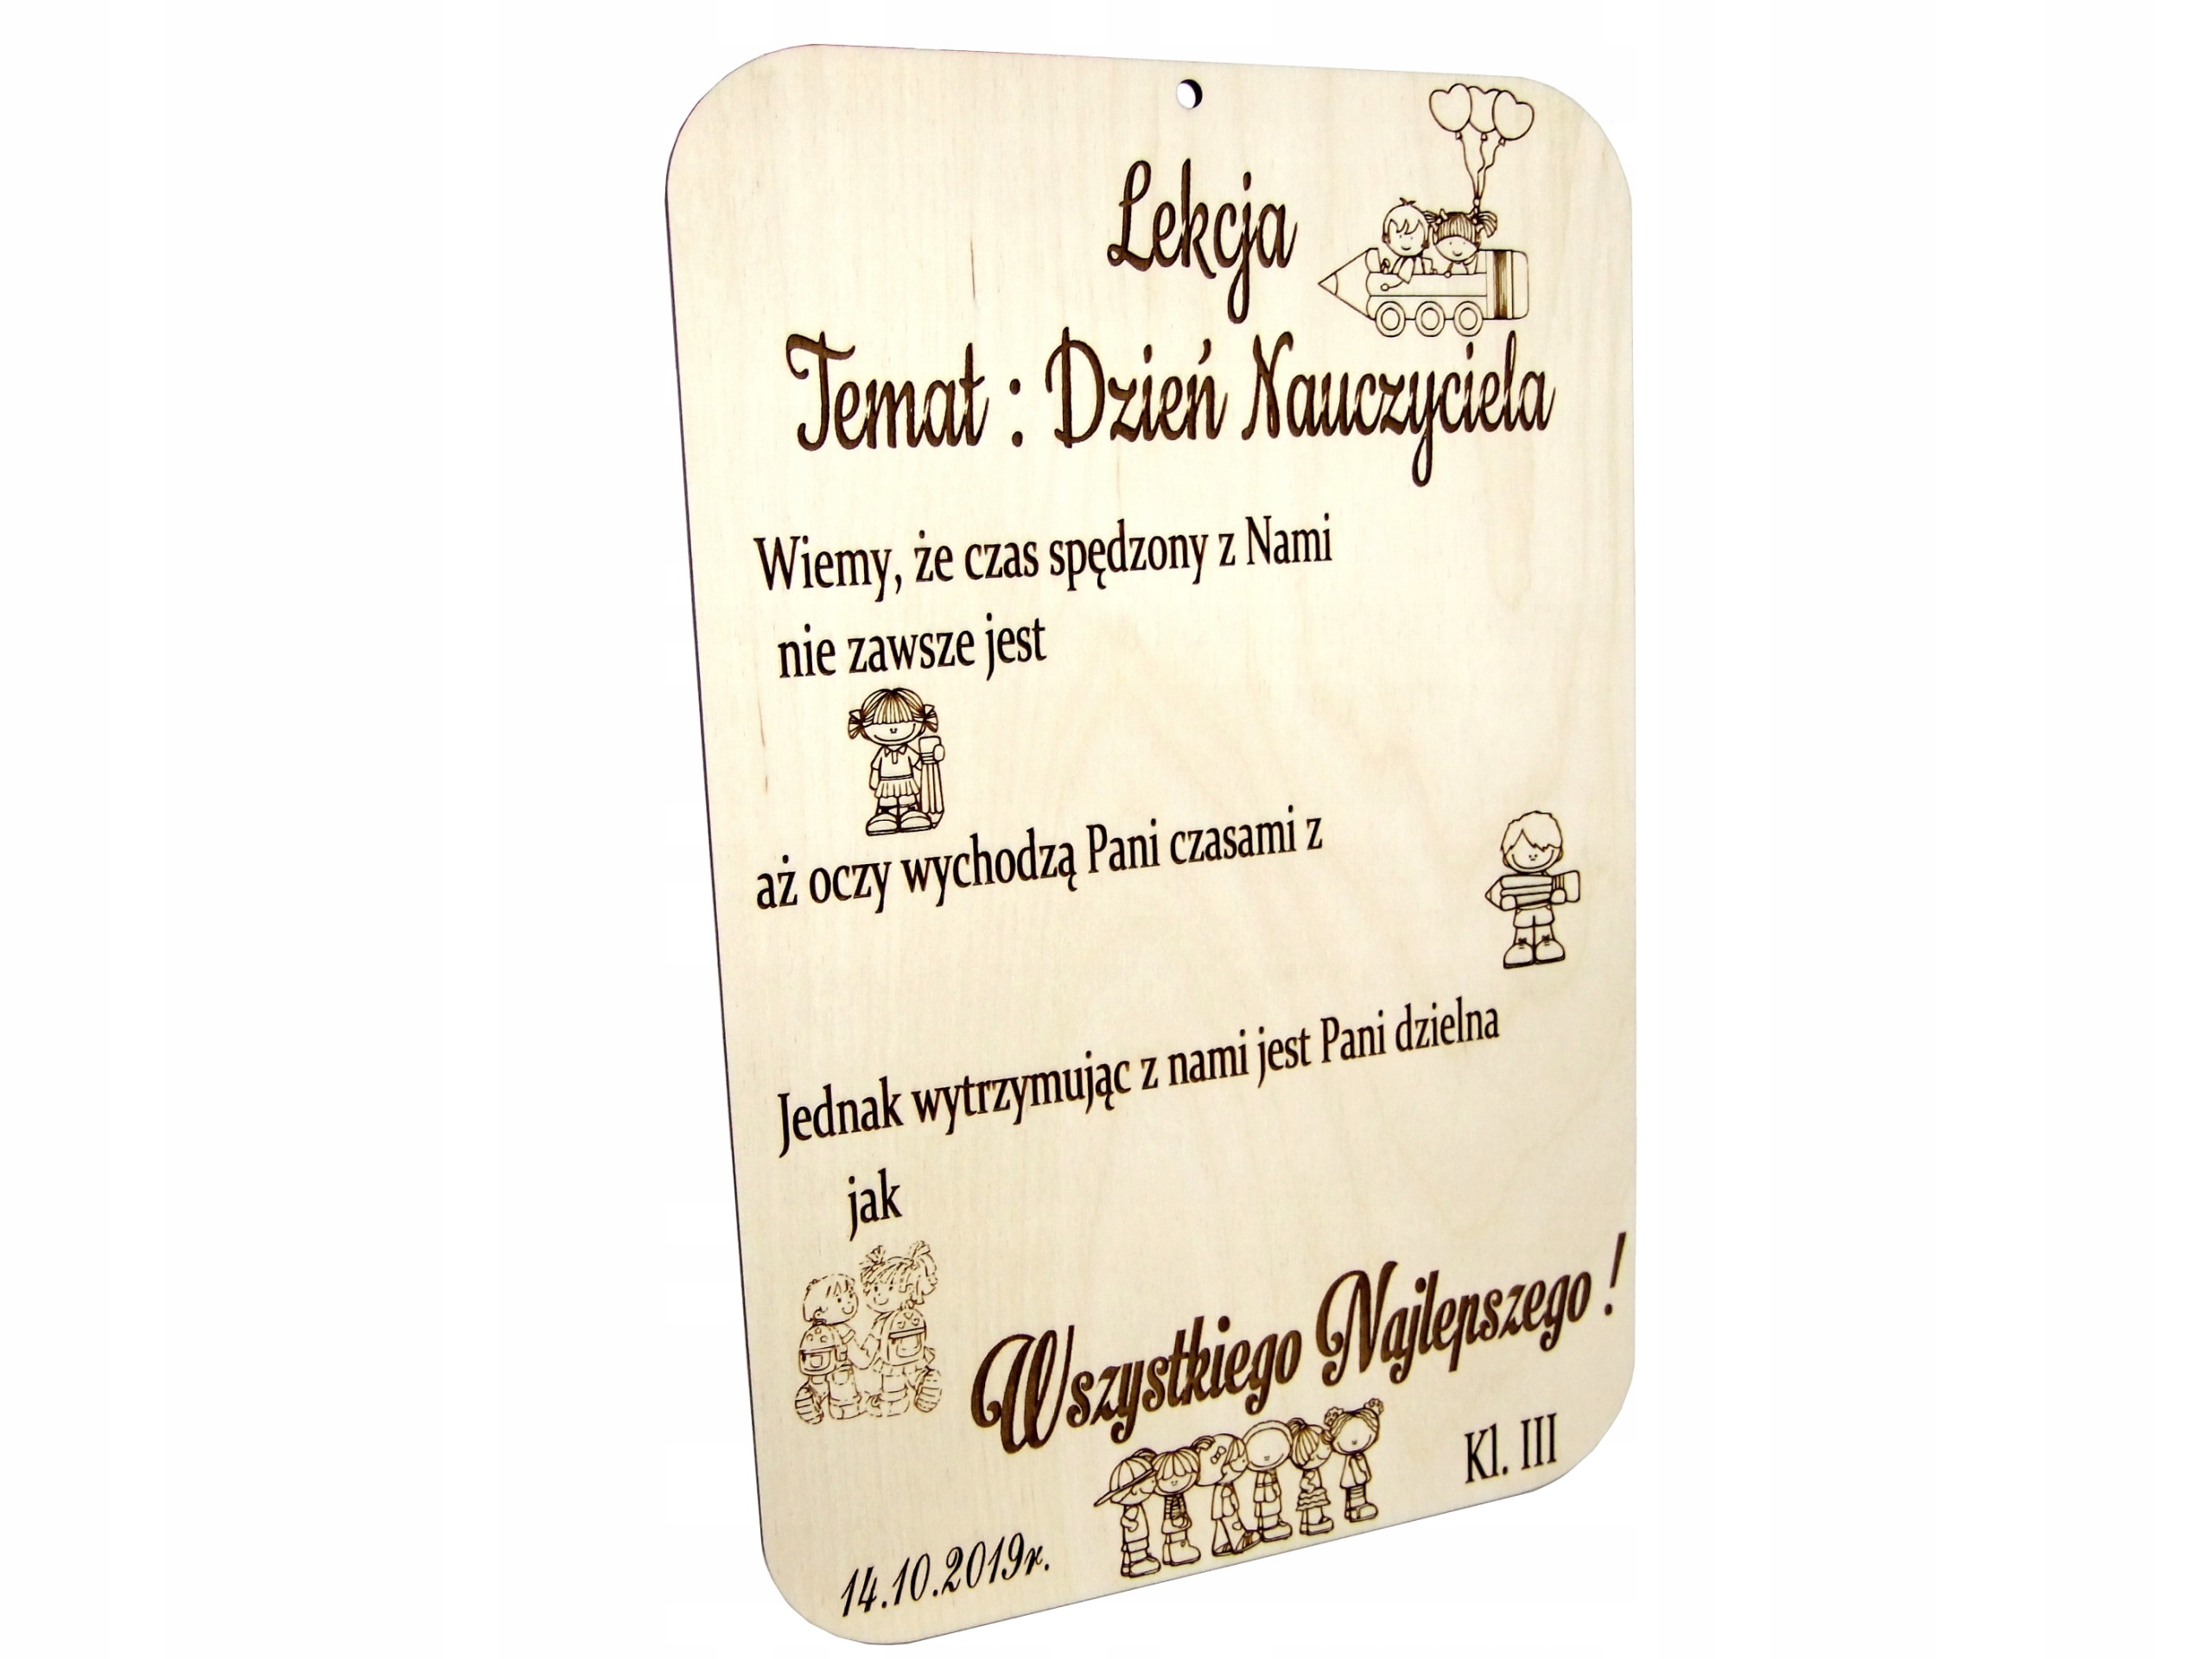 Lekcja
Temat : Dzień Nauczyciela
Wiemy, że czas spędzony z Nami
nie zawsze jest
aż oczy wychodzą Pani czasami z
Jednak wytrzymując z nami jest Pani dzielna
jak
Wszystkiego Najlepszego !
Kl. III
14.10.2019r.